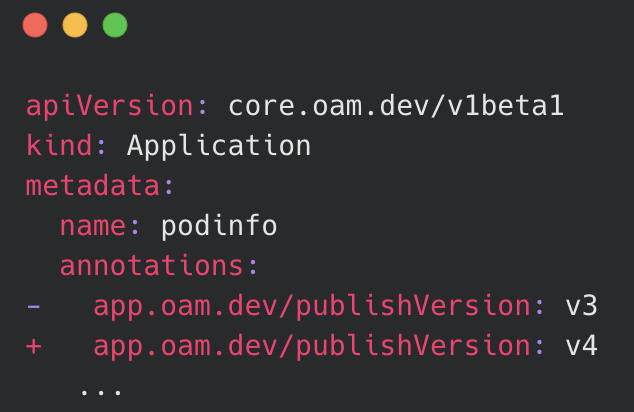 apiVersion: core.oam.dev/v1beta1
kind: Application
metadata:
  name: podinfo
  annotations:
-   app.oam.dev/publishVersion: v3
+   app.oam.dev/publishVersion: v4
   ...